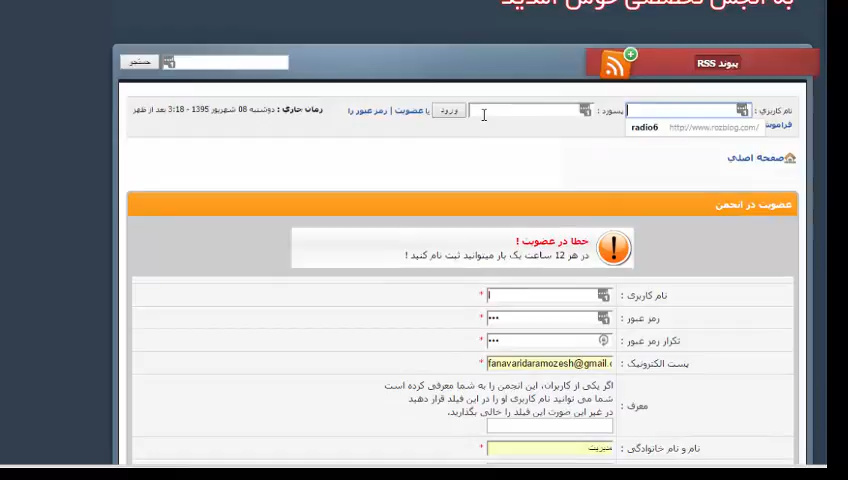 به انجمن تخصصی خوش آمدید
پیوند RSS
جستجو
نام کاربری :
پسورد :
ورود
یا عضویت | رمز عبور را
فراموش
زمان جاری : دوشنبه 08 شهریور 1395 - 3:18 بعد از ظهر
radio6 http://www.rozblog.com/
صفحه اصلی
عضویت در انجمن
خطا در عضویت !
در هر 12 ساعت یک بار میتوانید ثبت نام کنید !
نام کاربری : *
رمز عبور : *
تکرار رمز عبور : *
پست الکترونیک : fanavaridaramozesh@gmail.c *
معرف :
اگر یکی از کاربران، این انجمن را به شما معرفی کرده است
شما می توانید نام کاربری او را در این فیلد قرار دهید
در غیر این صورت این فیلد را خالی بگذارید.
نام و نام خانوادگی : مدیریت *